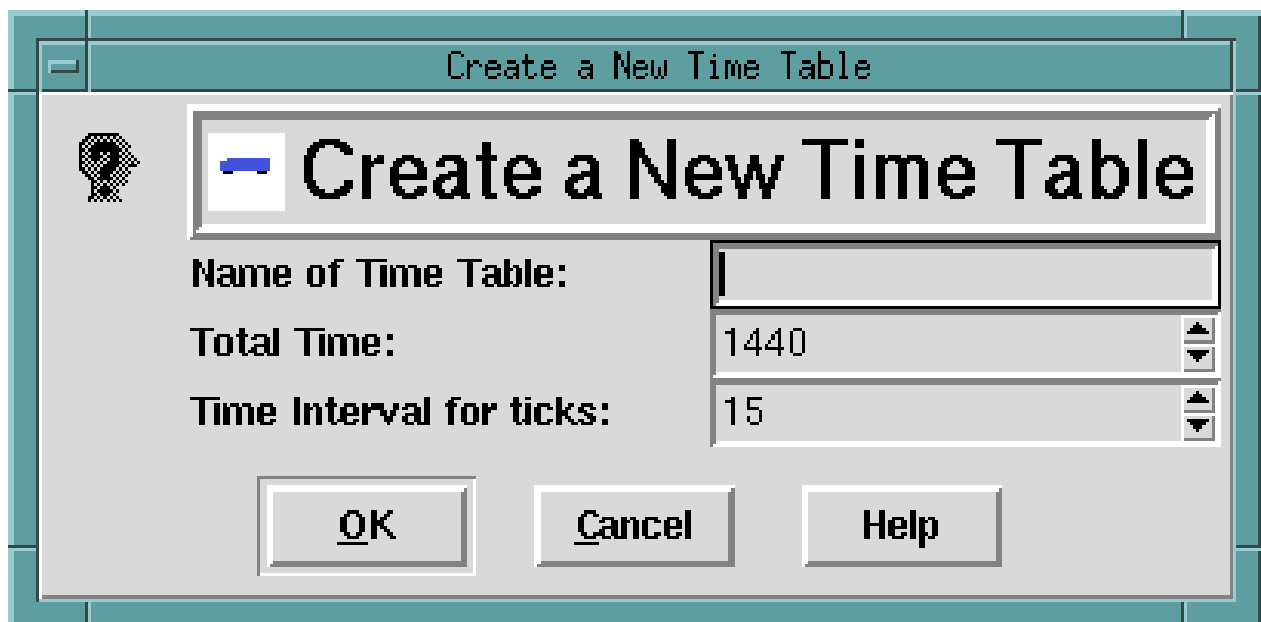 Create a New Time Table
Create a New Time Table
Name of Time Table:
Total Time: 1440
Time Interval for ticks: 15
OK Cancel Help